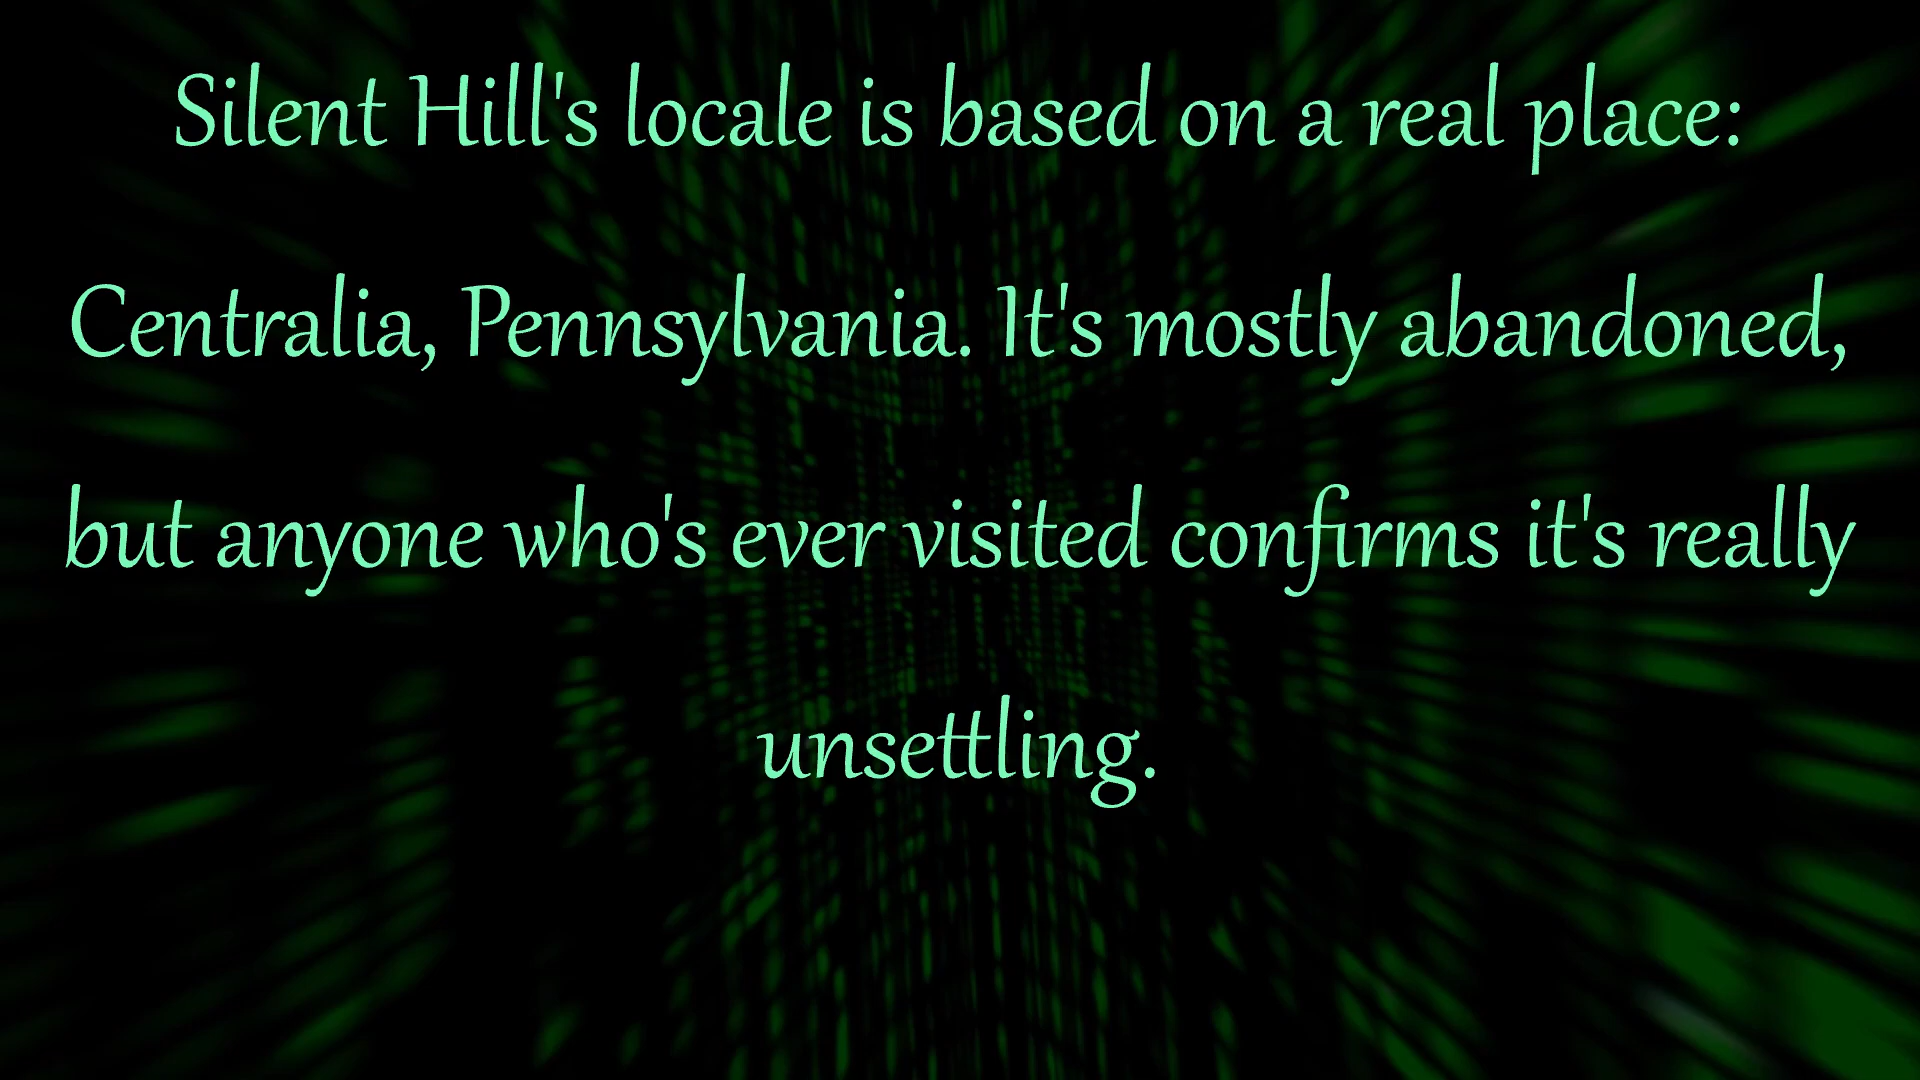 Silent Hill's locale is based on a real place:
Centralia, Pennsylvania. It's mostly abandoned,
but anyone who's ever visited confirms it's really
unsettling.